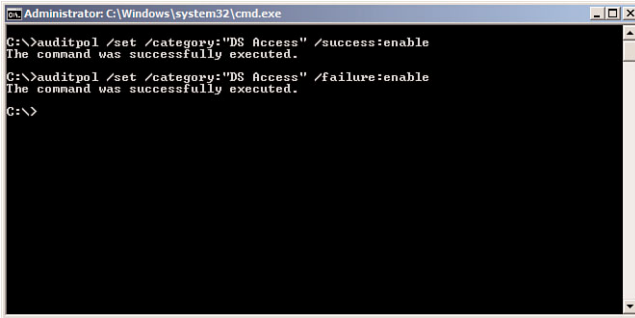 Administrator: C:\Windows\system32\cmd.exe
C:\>auditpol /set /category:"DS Access" /success:enable
The command was successfully executed.
C:\>auditpol /set /category:"DS Access" /failure:enable
The command was successfully executed.
C:\>